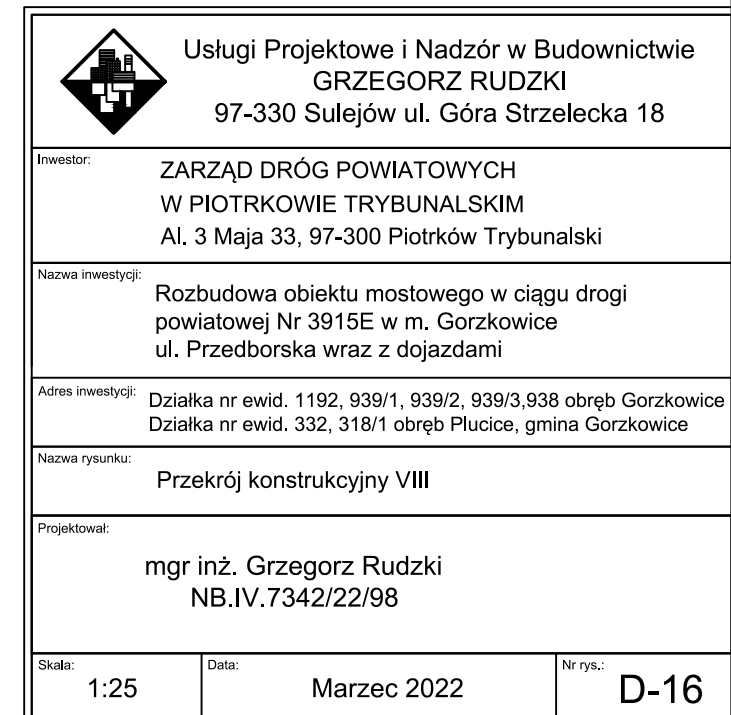 Usługi Projektowe i Nadzór w Budownictwie
GRZEGORZ RUDZKI
97-330 Sulejów ul. Góra Strzelecka 18
Inwestor:
ZARZĄD DRÓG POWIATOWYCH
W PIOTRKOWIE TRYBUNALSKIM
Al. 3 Maja 33, 97-300 Piotrków Trybunalski
Nazwa inwestycji:
Rozbudowa obiektu mostowego w ciągu drogi
powiatowej Nr 3915E w m. Gorzkowice
ul. Przedborska wraz z dojazdami
Adres inwestycji:
Działka nr ewid. 1192, 939/1, 939/2, 939/3,938 obręb Gorzkowice
Działka nr ewid. 332, 318/1 obręb Plucice, gmina Gorzkowice
Nazwa rysunku:
Przekrój konstrukcyjny VIII
Projektował:
mgr inż. Grzegorz Rudzki
NB.IV.7342/22/98
Skala:
1:25
Data:
Marzec 2022
Nr rys.:
D-16